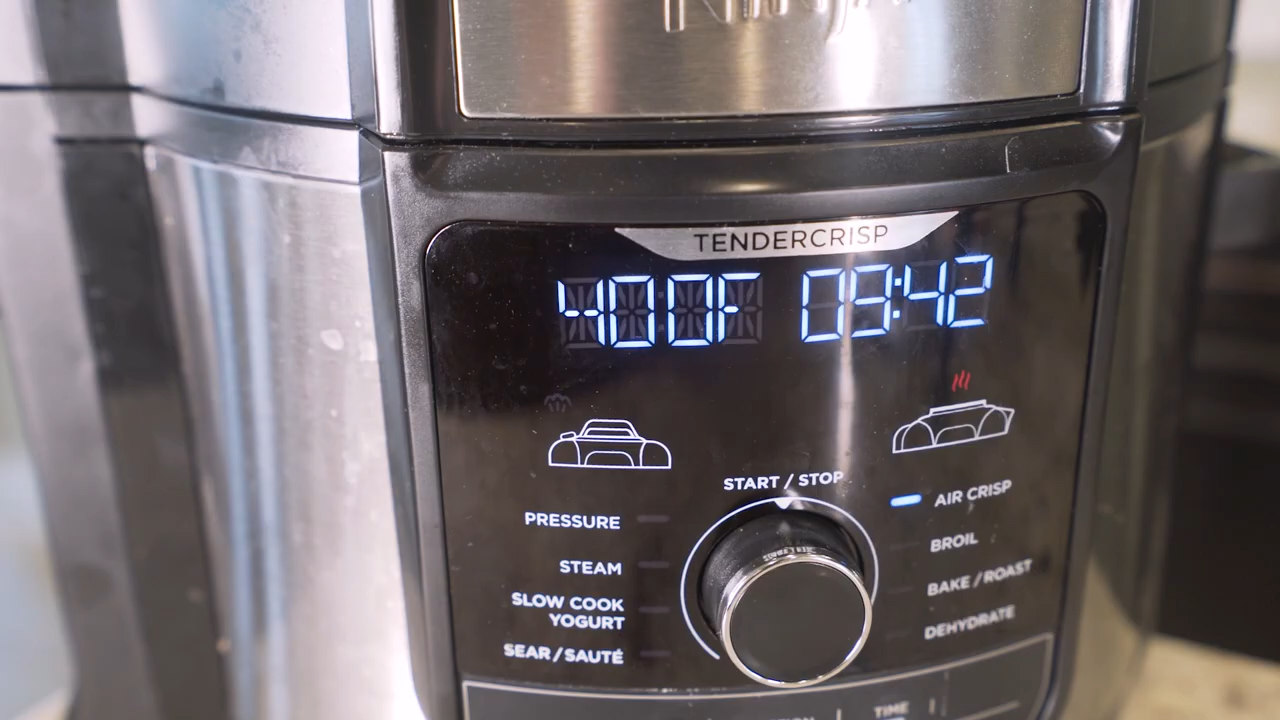 Ninja
TENDERCRISP
400F 09:42
START / STOP
PRESSURE
STEAM
SLOW COOK
YOGURT
SEAR/SAUTÉ
AIR CRISP
BROIL
BAKE / ROAST
DEHYDRATE
TIME